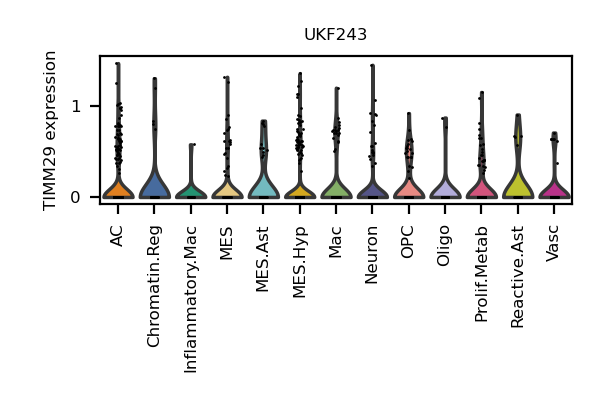 UKF243
TIMM29 expression
1
0
AC
Chromatin.Reg
Inflammatory.Mac
MES
MES.Ast
MES.Hyp
Mac
Neuron
OPC
Oligo
Prolif.Metab
Reactive.Ast
Vasc